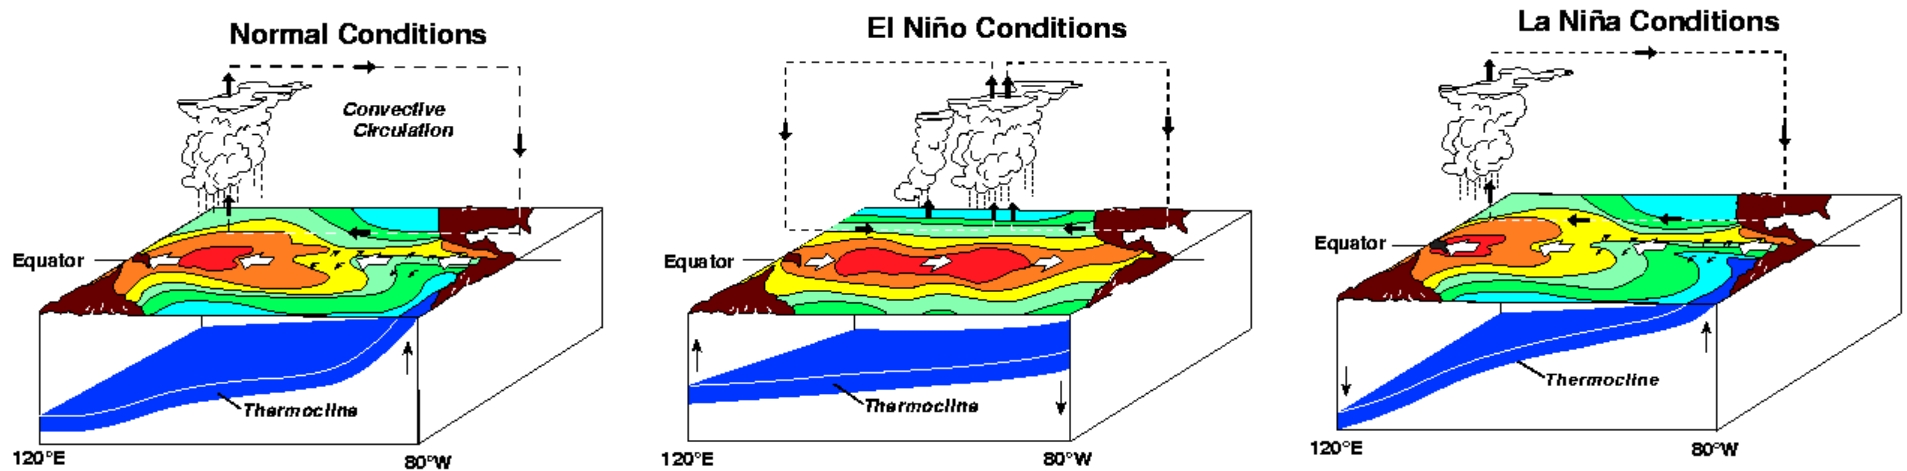 Normal Conditions
Convective
Circulation
Equator
Thermocline
120°E
80°W
El Niño Conditions
Equator
Thermocline
120°E
80°W
La Niña Conditions
Equator
Thermocline
120°E
80°W